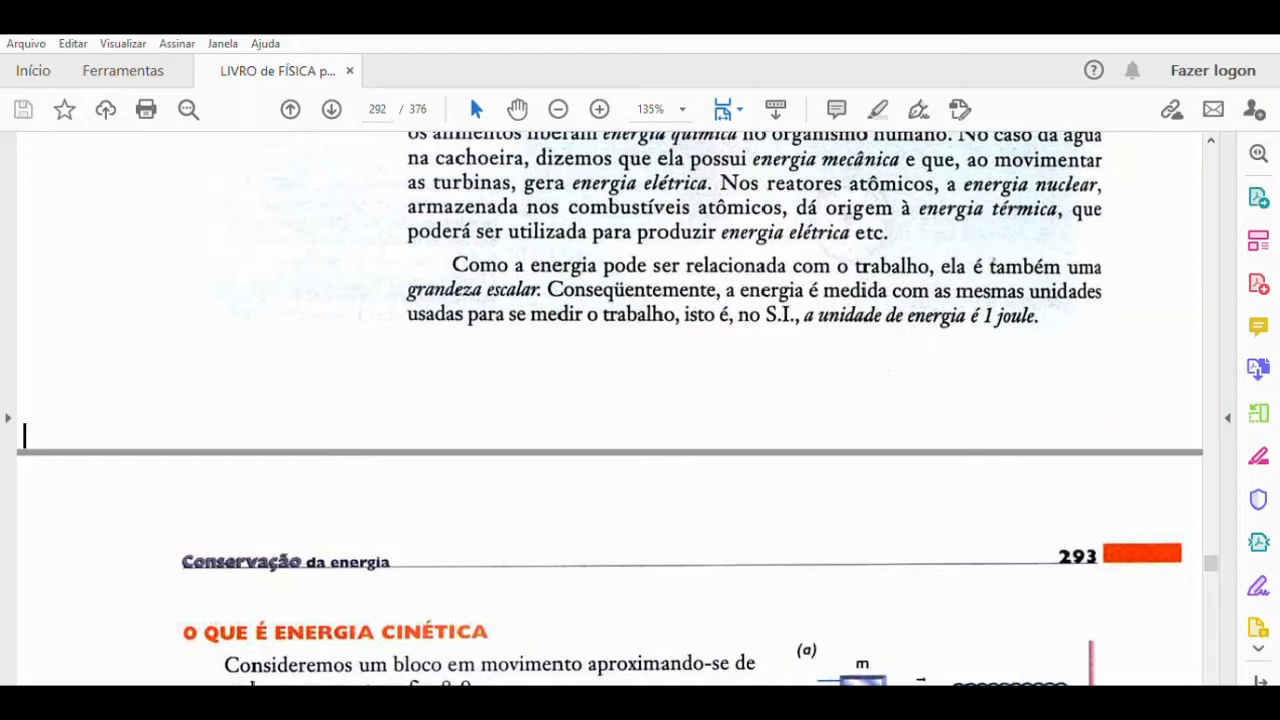 Arquivo Editar Visualizar Assinar Janela Ajuda
Início Ferramentas LIVRO de FÍSICA p... × Fazer logon
292 / 376 135%
os alimentos liberam energia química no organismo humano. No caso da água
na cachoeira, dizemos que ela possui energia mecânica e que, ao movimentar
as turbinas, gera energia elétrica. Nos reatores atômicos, a energia nuclear,
armazenada nos combustíveis atômicos, dá origem à energia térmica, que
poderá ser utilizada para produzir energia elétrica etc.
Como a energia pode ser relacionada com o trabalho, ela é também uma
grandeza escalar. Conseqüentemente, a energia é medida com as mesmas unidades
usadas para se medir o trabalho, isto é, no S.I., a unidade de energia é 1 joule.
Conservação da energia 293
O QUE É ENERGIA CINÉTICA
Consideremos um bloco em movimento aproximando-se de
(a) m